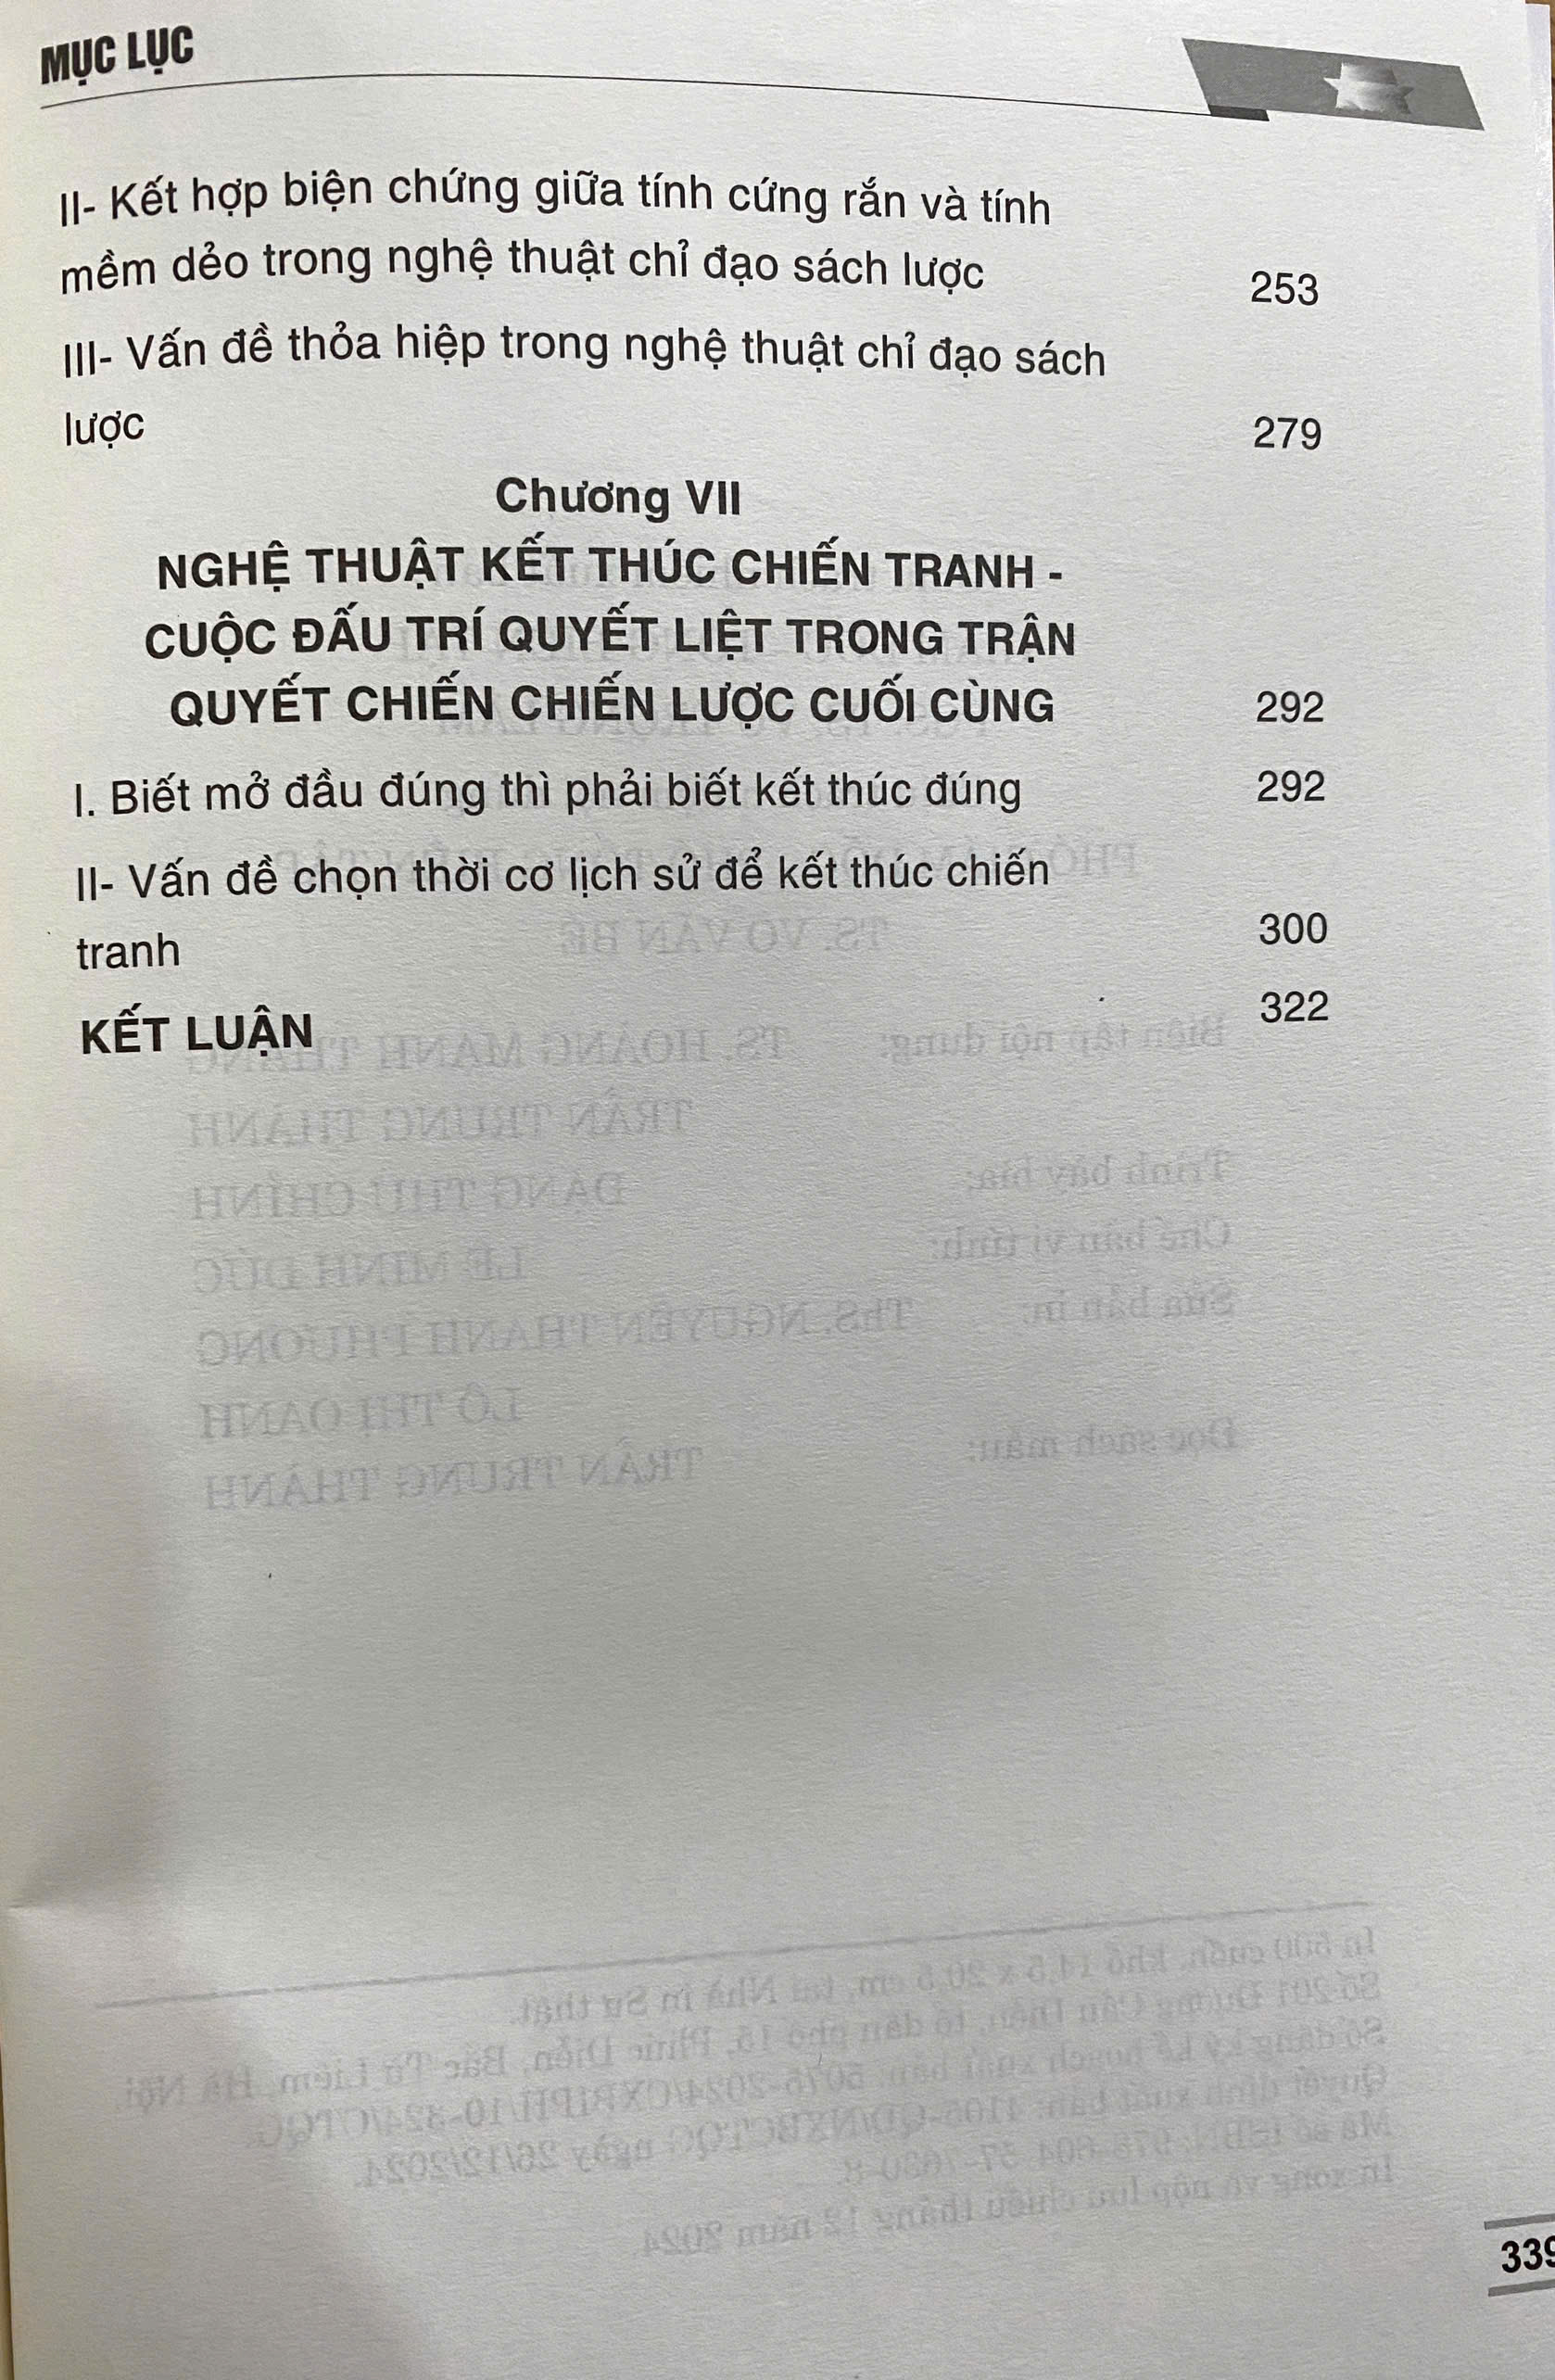 MỤC LỤC
II- Kết hợp biện chứng giữa tính cứng rắn và tính
mềm dẻo trong nghệ thuật chỉ đạo sách lược 253
III- Vấn đề thỏa hiệp trong nghệ thuật chỉ đạo sách
lược 279
Chương VII
NGHỆ THUẬT KẾT THÚC CHIẾN TRANH -
CUỘC ĐẤU TRÍ QUYẾT LIỆT TRONG TRẬN
QUYẾT CHIẾN CHIẾN LƯỢC CUỐI CÙNG 292
I. Biết mở đầu đúng thì phải biết kết thúc đúng 292
II- Vấn đề chọn thời cơ lịch sử để kết thúc chiến
tranh 300
KẾT LUẬN 322
339